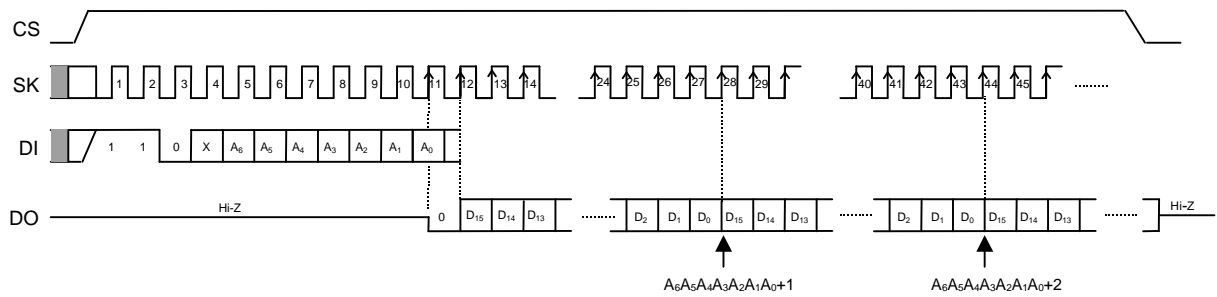 CS
SK 1 2 3 4 5 6 7 8 9 10 11 12 13 14 24 25 26 27 28 29 40 41 42 43 44 45
DI 1 1 0 X A6 A5 A4 A3 A2 A1 A0
DO Hi-Z 0 D15 D14 D13 D2 D1 D0 D15 D14 D13 D2 D1 D0 D15 D14 D13 Hi-Z
A6A5A4A3A2A1A0+1 A6A5A4A3A2A1A0+2